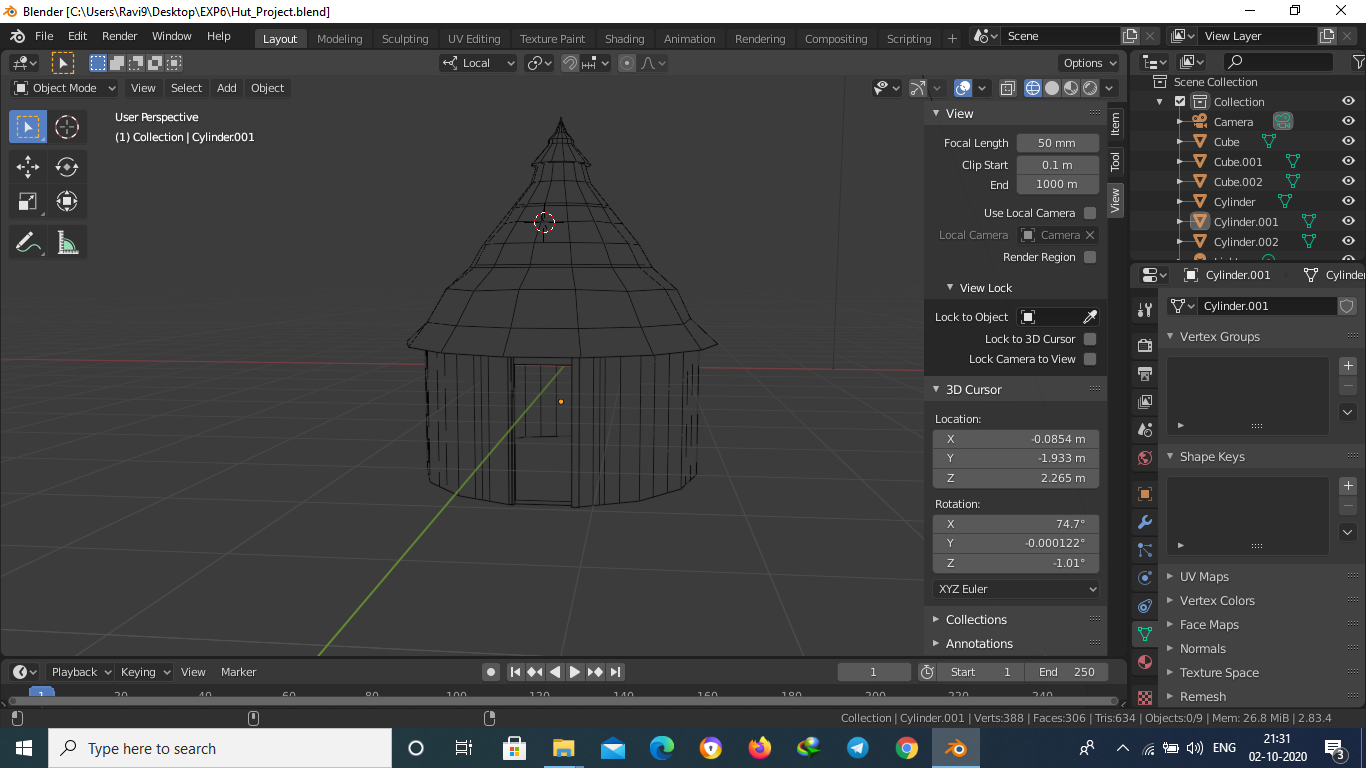 Blender [C:\Users\Ravi9\Desktop\EXP6\Hut_Project.blend]
File Edit Render Window Help Layout Modeling Sculpting UV Editing Texture Paint Shading Animation Rendering Compositing Scripting + Scene View Layer
Local Options
Object Mode View Select Add Object
User Perspective
(1) Collection | Cylinder.001
View
Focal Length 50 mm
Clip Start 0.1 m
End 1000 m
Use Local Camera
Local Camera Camera
Render Region
View Lock
Lock to Object
Lock to 3D Cursor
Lock Camera to View
3D Cursor
Location:
X -0.0854 m
Y -1.933 m
Z 2.265 m
Rotation:
X 74.7°
Y -0.000122°
Z -1.01°
XYZ Euler
Collections
Annotations
Item
Tool
View
Scene Collection
Collection
Camera
Cube
Cube.001
Cube.002
Cylinder
Cylinder.001
Cylinder.002
Cylinder.001 Cylinde
Cylinder.001
Vertex Groups
Shape Keys
UV Maps
Vertex Colors
Face Maps
Normals
Texture Space
Remesh
Playback Keying View Marker 1 Start 1 End 250
1 20 40 60 80 100 120 140 160 180 200 220 240
Collection | Cylinder.001 | Verts:388 | Faces:306 | Tris:634 | Objects:0/9 | Mem: 26.8 MiB | 2.83.4
Type here to search
ENG
21:31
02-10-2020
3